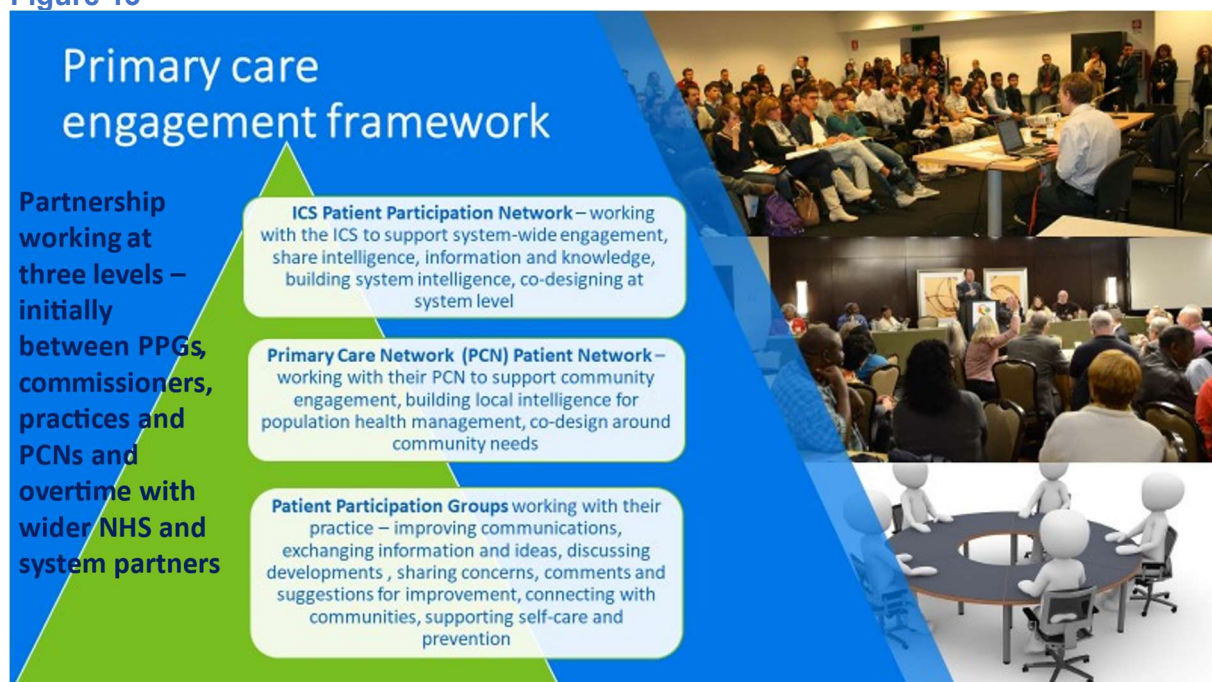 Primary care
engagement framework
Partnership
working at
three levels –
initially
between PPGs,
commissioners,
practices and
PCNs and
overtime with
wider NHS and
system partners
ICS Patient Participation Network – working
with the ICS to support system-wide engagement,
share intelligence, information and knowledge,
building system intelligence, co-designing at
system level
Primary Care Network (PCN) Patient Network –
working with their PCN to support community
engagement, building local intelligence for
population health management, co-design around
community needs
Patient Participation Groups working with their
practice – improving communications,
exchanging information and ideas, discussing
developments , sharing concerns, comments and
suggestions for improvement, connecting with
communities, supporting self-care and
prevention